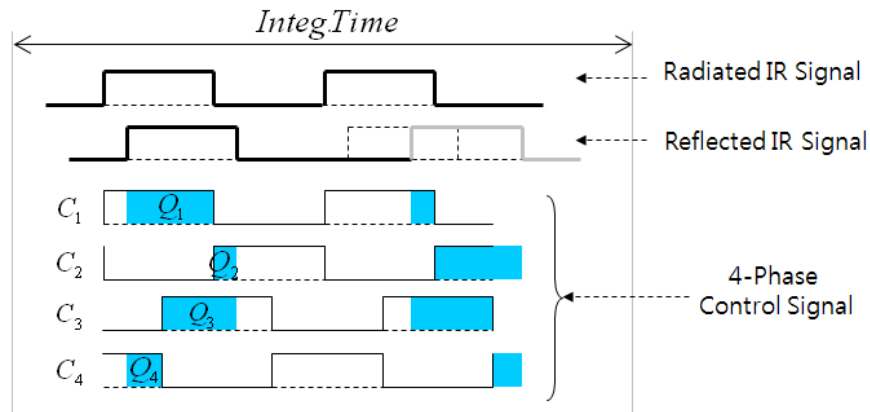 Integ.Time
Radiated IR Signal
Reflected IR Signal
C₁ Q₁
C₂ Q₂
C₃ Q₃
C₄ Q₄
4-Phase
Control Signal